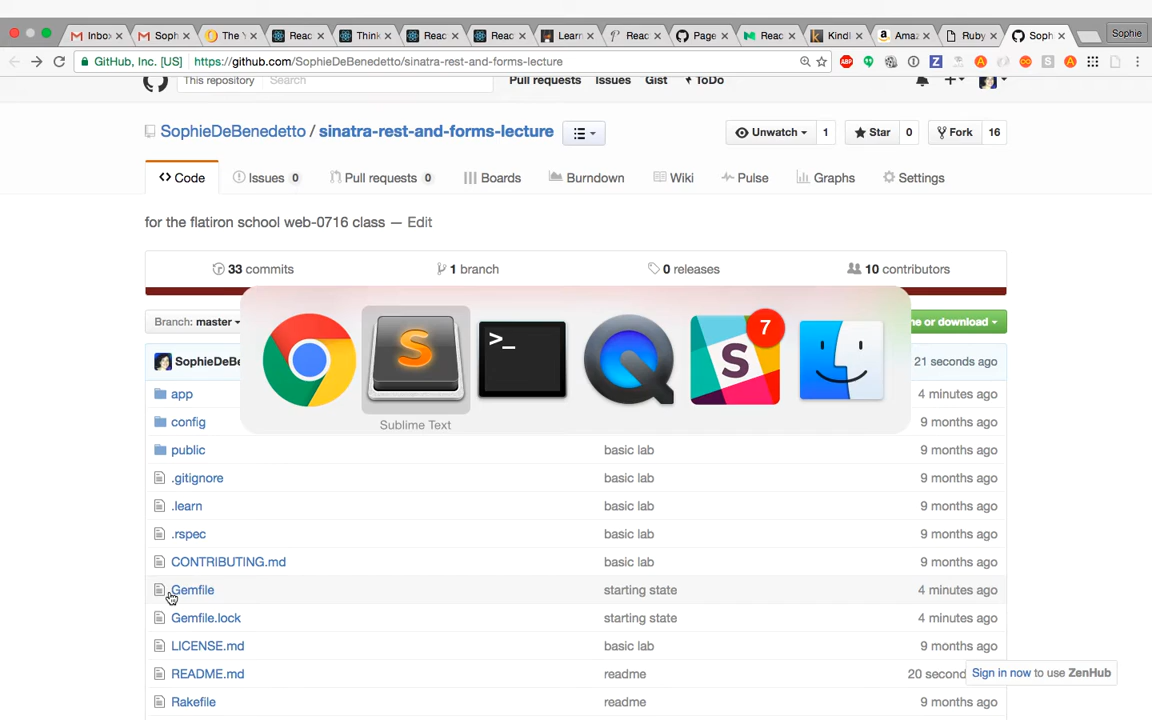 Inbo × Soph × The Y × Reac × Think × Reac × Reac × Learn × Reac × Page × Reac × Kindl × Amaz × Ruby × Soph × Sophie
GitHub, Inc. [US] https://github.com/SophieDeBenedetto/sinatra-rest-and-forms-lecture
This repository Search Pull requests Issues Gist ToDo
SophieDeBenedetto / sinatra-rest-and-forms-lecture Unwatch 1 Star 0 Fork 16
Code Issues 0 Pull requests 0 Boards Burndown Wiki Pulse Graphs Settings
for the flatiron school web-0716 class — Edit
33 commits 1 branch 0 releases 10 contributors
Branch: master ne or download
7
SophieDeBe 21 seconds ago
app 4 minutes ago
config 9 months ago
Sublime Text
public basic lab 9 months ago
.gitignore basic lab 9 months ago
.learn basic lab 9 months ago
.rspec basic lab 9 months ago
CONTRIBUTING.md basic lab 9 months ago
Gemfile starting state 4 minutes ago
Gemfile.lock starting state 4 minutes ago
LICENSE.md basic lab 9 months ago
README.md readme 20 second
Sign in now to use ZenHub
Rakefile readme 9 months ago